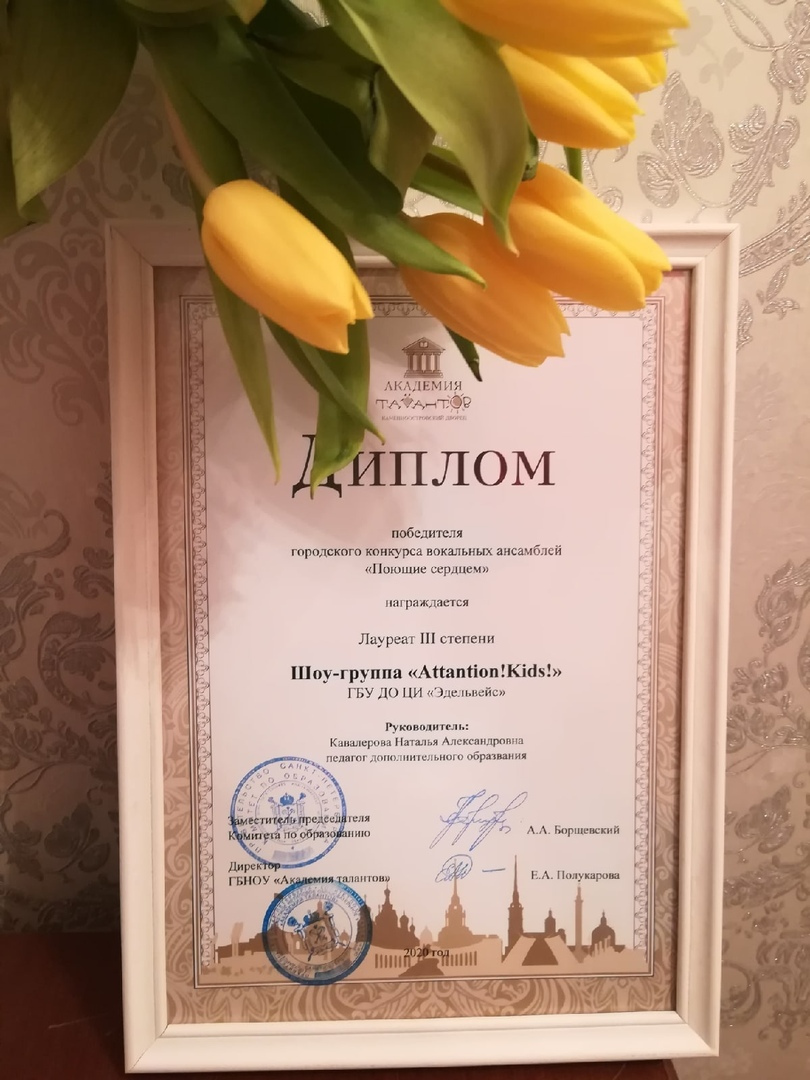 АКАДЕМИЯ
ТАЛАНТОВ
КАМЕННООСТРОВСКИЙ ДВОРЕЦ
ДИПЛОМ
победителя
городского конкурса вокальных ансамблей
«Поющие сердцем»
награждается
Лауреат III степени
Шоу-группа «Attantion!Kids!»
ГБУ ДО ЦИ «Эдельвейс»
Руководитель:
Кавалерова Наталья Александровна
педагог дополнительного образвания
Заместитель председателя
Комитета по образованию
А.А. Борщевский
Директор
ГБНОУ «Академия талантов»
Е.А. Полукарова
2020 год